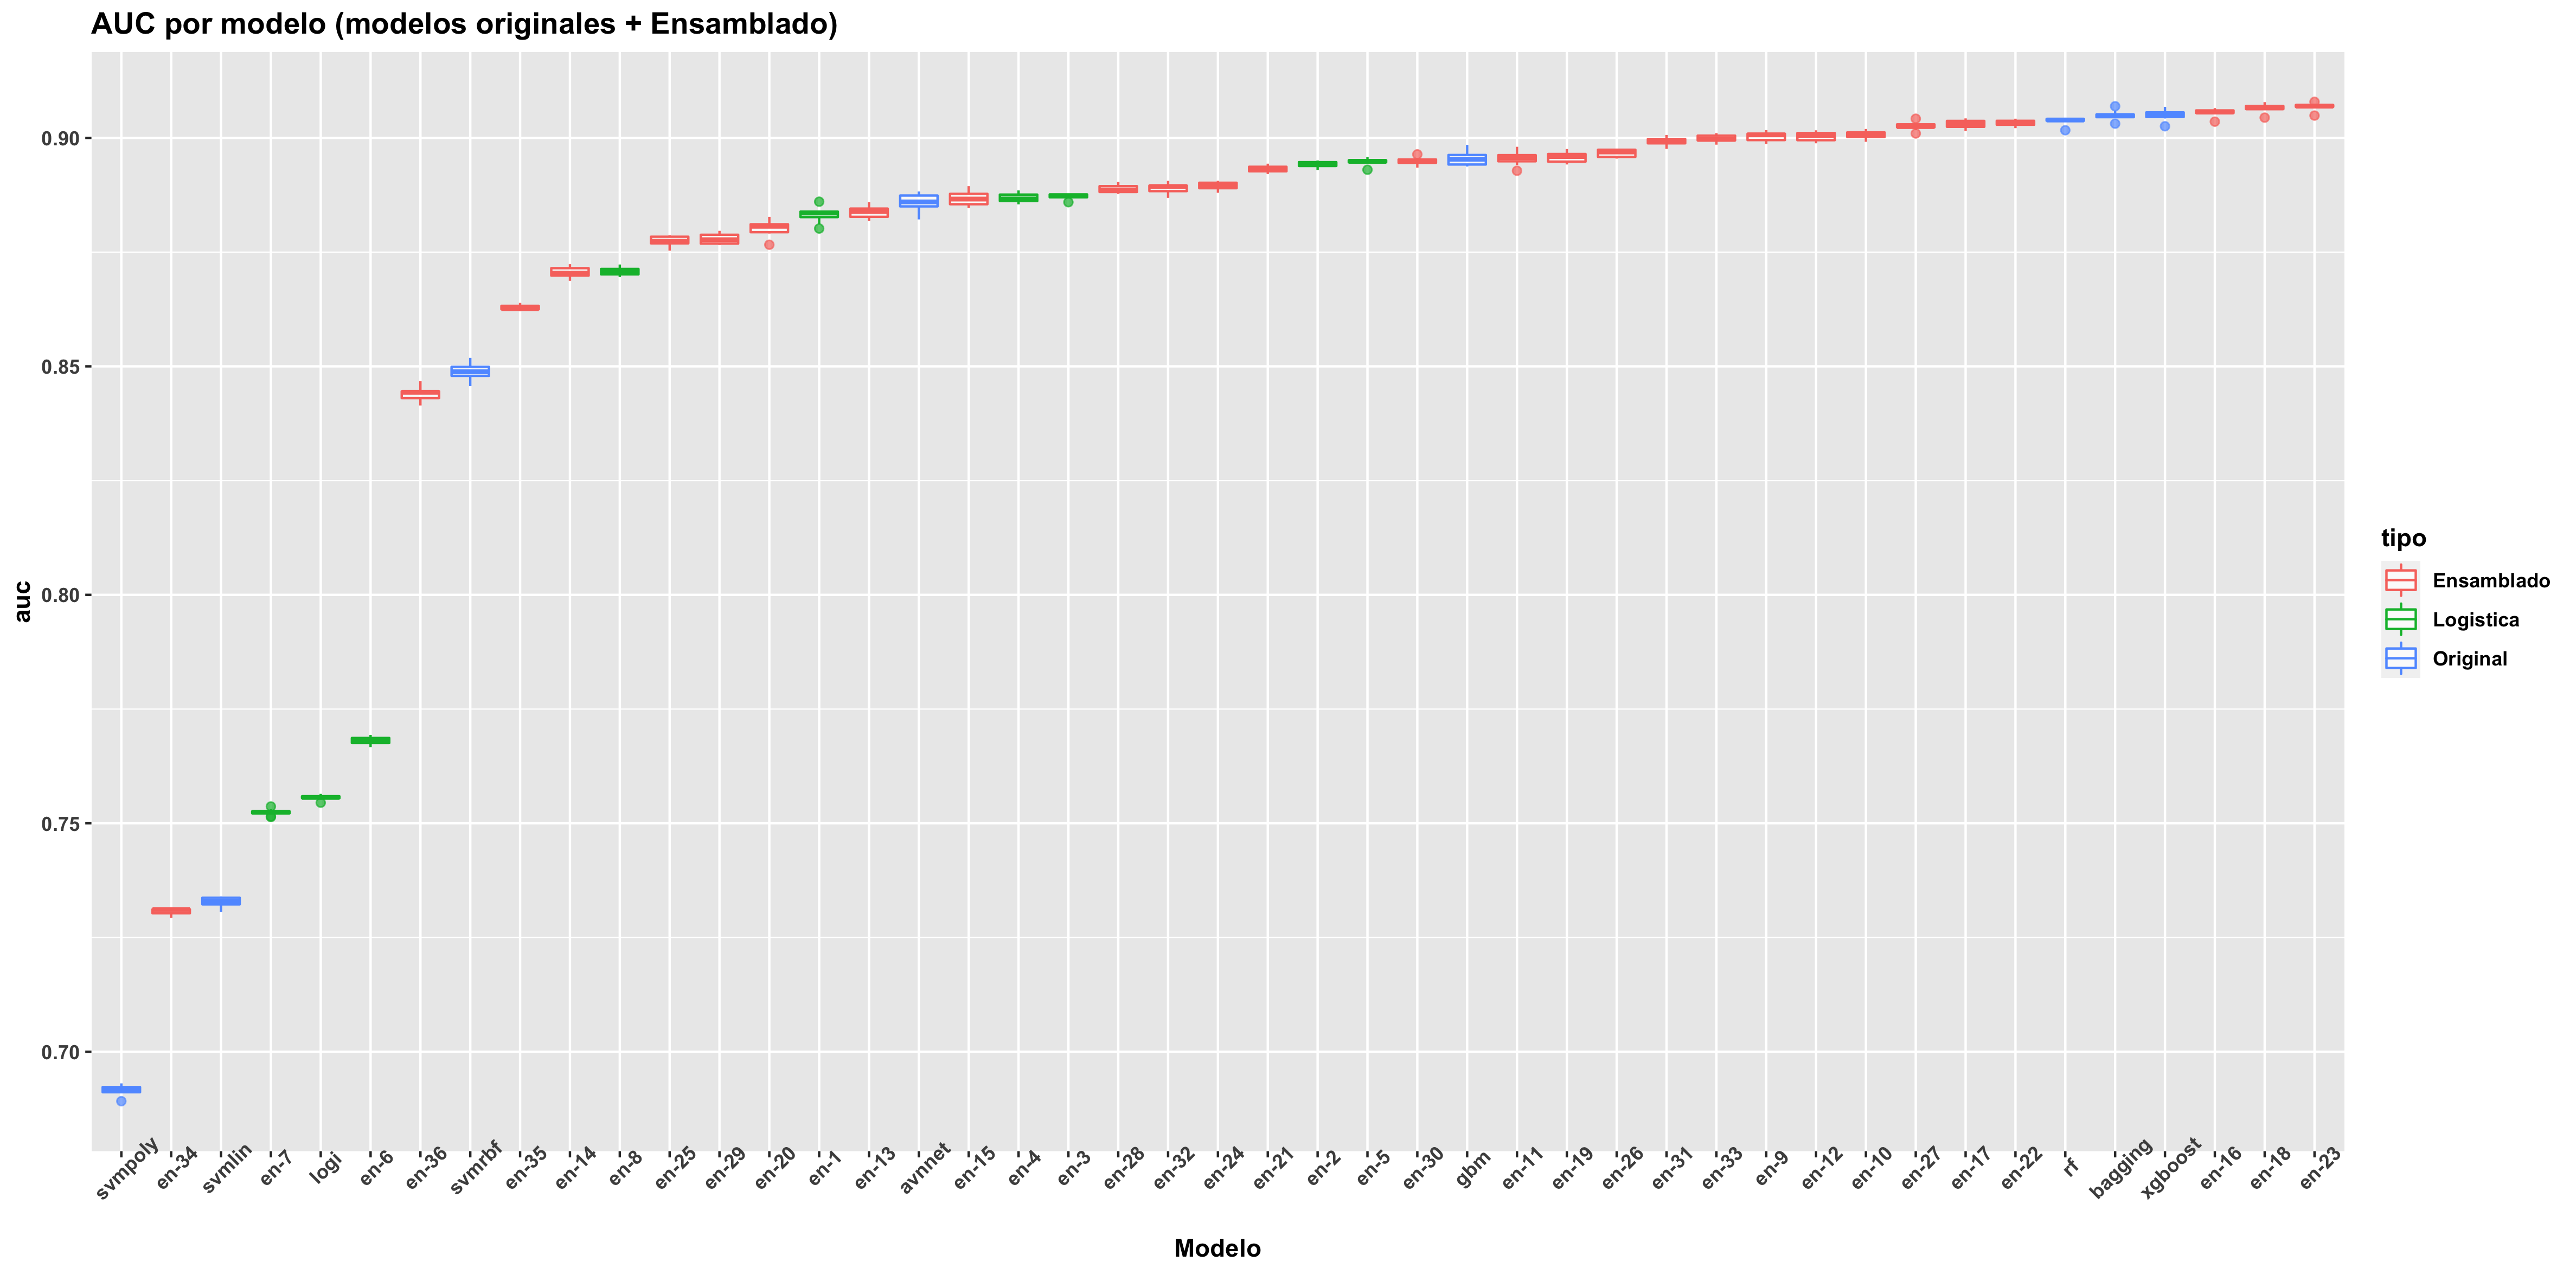 AUC por modelo (modelos originales + Ensamblado)
auc
0.90
0.85
0.80
0.75
0.70
svmpoly
en-34
svmlin
en-7
logi
en-6
en-36
svmrbf
en-35
en-14
en-8
en-25
en-29
en-20
en-1
en-13
avnnet
en-15
en-4
en-3
en-28
en-32
en-24
en-21
en-2
en-5
en-30
gbm
en-11
en-19
en-26
en-31
en-33
en-9
en-12
en-10
en-27
en-17
en-22
rf
bagging
xgboost
en-16
en-18
en-23
Modelo
tipo
Ensamblado
Logistica
Original